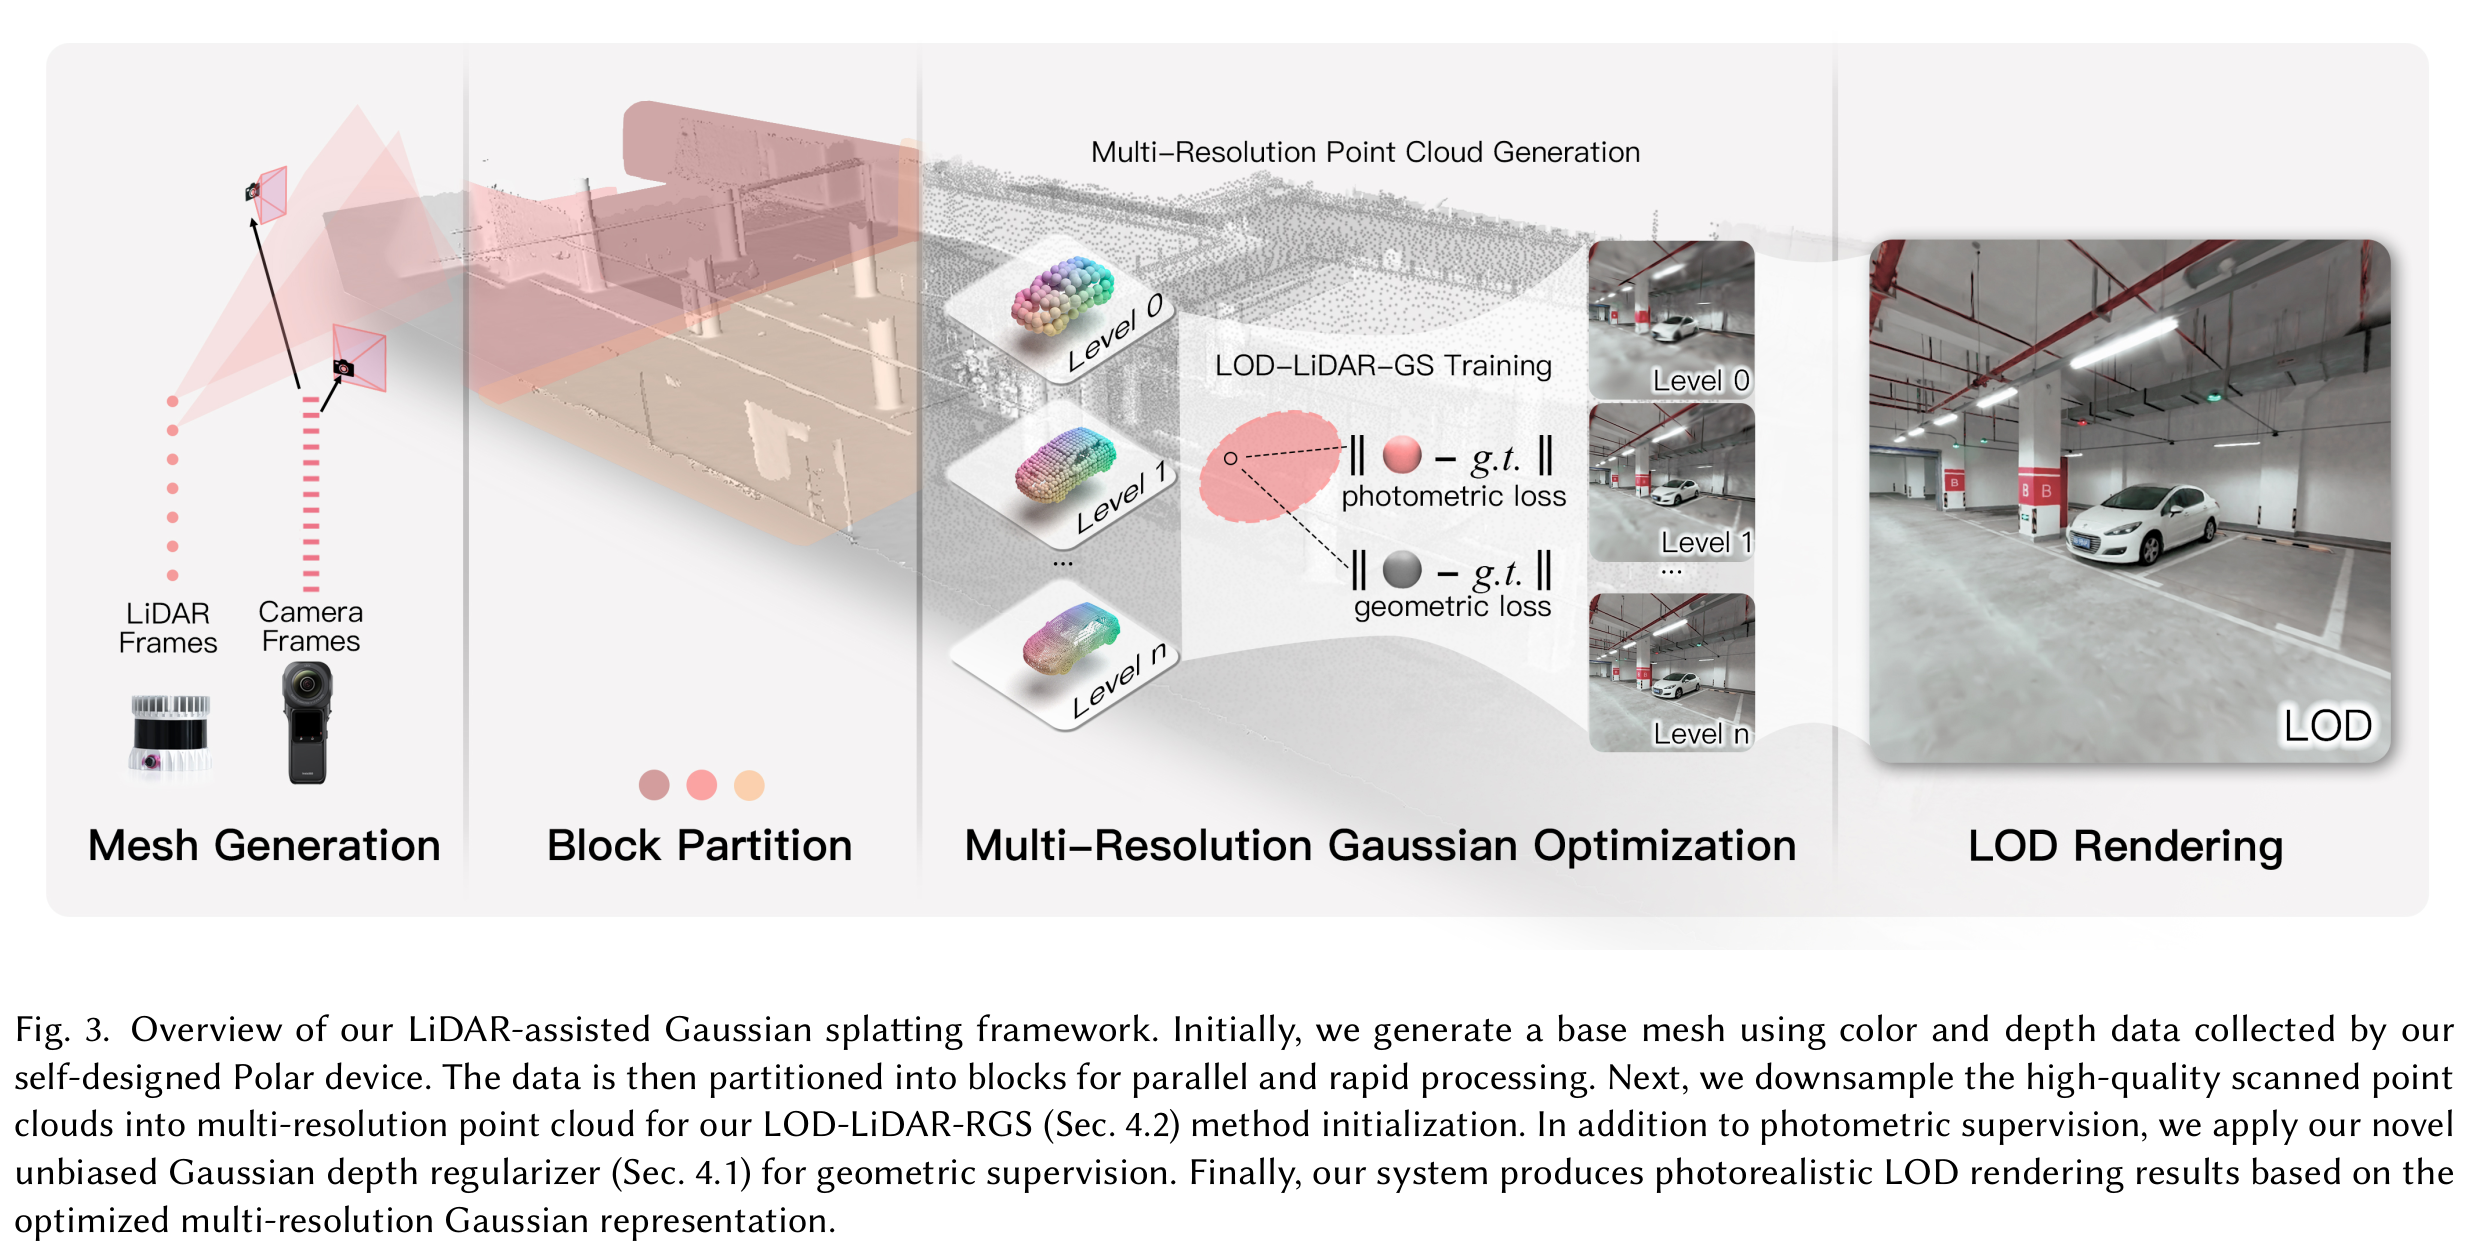 Multi-Resolution Point Cloud Generation
Level 0
Level 1
...
Level n
LOD-LiDAR-GS Training
‖ - g.t. ‖
photometric loss
‖ - g.t. ‖
geometric loss
Level 0
Level 1
...
Level n
B
B
B
LOD
LiDAR
Frames
Camera
Frames
Mesh Generation
Block Partition
Multi-Resolution Gaussian Optimization
LOD Rendering
Fig. 3. Overview of our LiDAR-assisted Gaussian splatting framework. Initially, we generate a base mesh using color and depth data collected by our
self-designed Polar device. The data is then partitioned into blocks for parallel and rapid processing. Next, we downsample the high-quality scanned point
clouds into multi-resolution point cloud for our LOD-LiDAR-RGS (Sec. 4.2) method initialization. In addition to photometric supervision, we apply our novel
unbiased Gaussian depth regularizer (Sec. 4.1) for geometric supervision. Finally, our system produces photorealistic LOD rendering results based on the
optimized multi-resolution Gaussian representation.